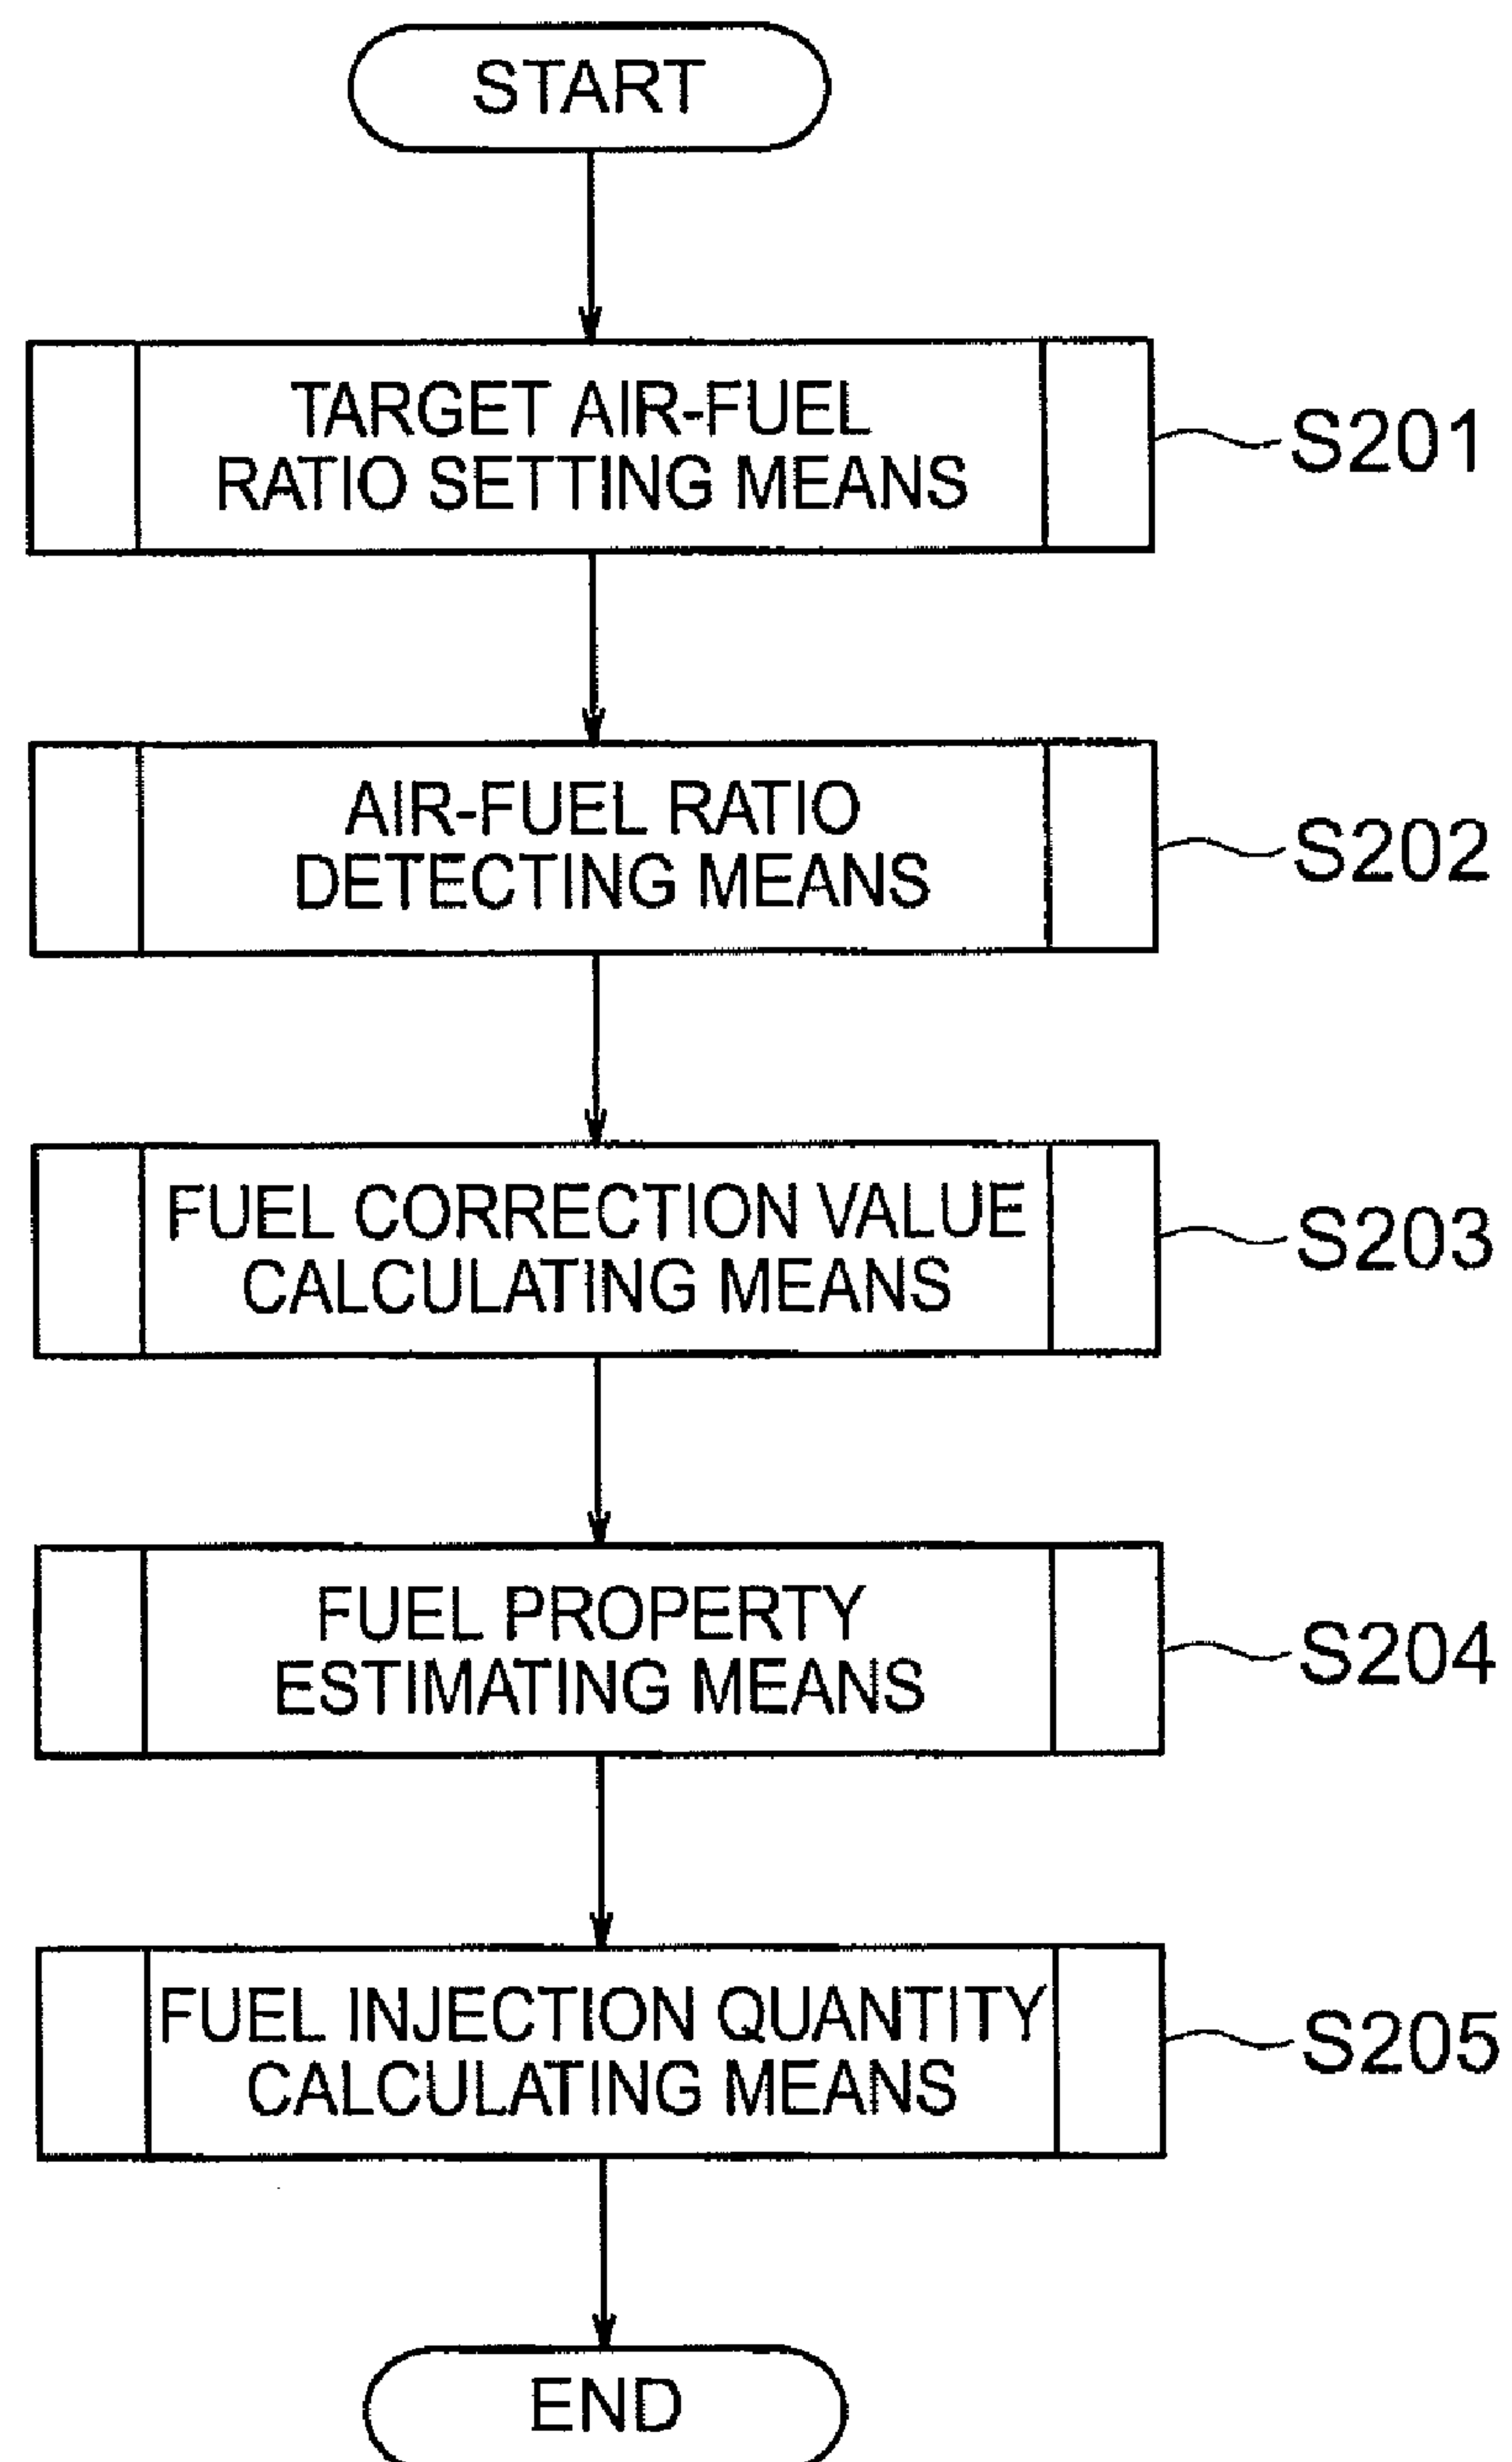 START
TARGET AIR-FUEL
RATIO SETTING MEANS
S201
AIR-FUEL RATIO
DETECTING MEANS
S202
FUEL CORRECTION VALUE
CALCULATING MEANS
S203
FUEL PROPERTY
ESTIMATING MEANS
S204
FUEL INJECTION QUANTITY
CALCULATING MEANS
S205
END